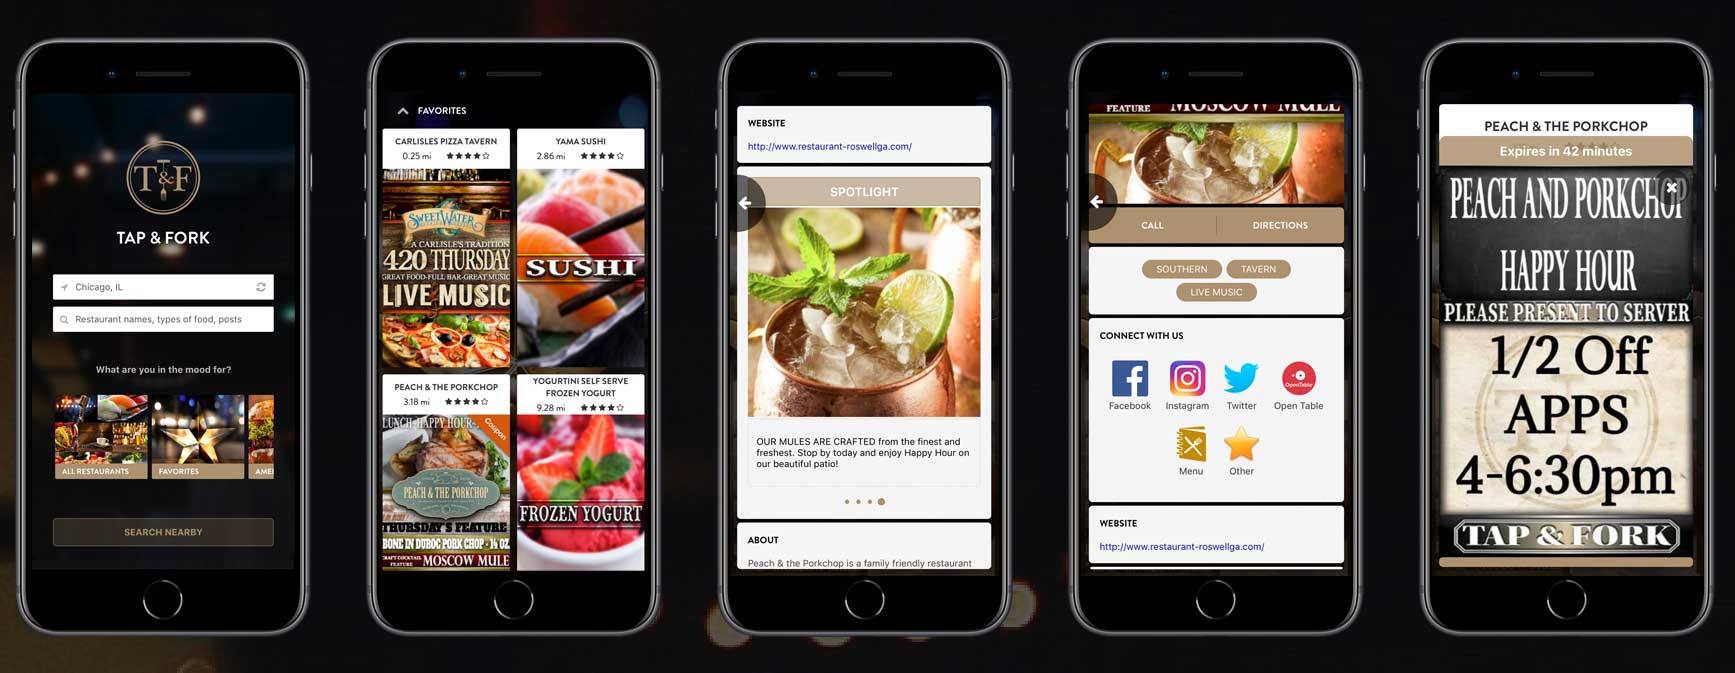 T&F
TAP & FORK
Chicago, IL
Restaurant names, types of food, posts
What are you in the mood for?
ALL RESTAURANTS
FAVORITES
AMEI
SEARCH NEARBY
FAVORITES
CARLISLES PIZZA TAVERN
0.25 mi
SWEETWATER
A CARLISLE'S TRADITION
420 THURSDAY
GREAT FOOD-FULL BAR-GREAT MUSIC
LIVE MUSIC
YAMA SUSHI
2.86 mi
SUSHI
PEACH & THE PORKCHOP
3.18 mi
LUNCH, HAPPY HOUR
Coupon
PEACH & THE PORKCHOP
THURSDAY'S FEATURE
BONE IN DUROC PORK CHOP - 14 OZ
CRAFT COCKTAIL
FEATURE MOSCOW MULE
YOGURTINI SELF SERVE
FROZEN YOGURT
9.28 mi
FROZEN YOGURT
WEBSITE
http://www.restaurant-roswellga.com/
SPOTLIGHT
OUR MULES ARE CRAFTED from the finest and
freshest. Stop by today and enjoy Happy Hour on
our beautiful patio!
ABOUT
Peach & the Porkchop is a family friendly restaurant
FEATURE MOSCOW MULE
CALL
DIRECTIONS
SOUTHERN
TAVERN
LIVE MUSIC
CONNECT WITH US
OpenTable
Facebook
Instagram
Twitter
Open Table
Menu
Other
WEBSITE
http://www.restaurant-roswellga.com/
PEACH & THE PORKCHOP
Expires in 42 minutes
PEACH AND PORKCHOP
HAPPY HOUR
PLEASE PRESENT TO SERVER
1/2 Off
APPS
4-6:30pm
TAP & FORK